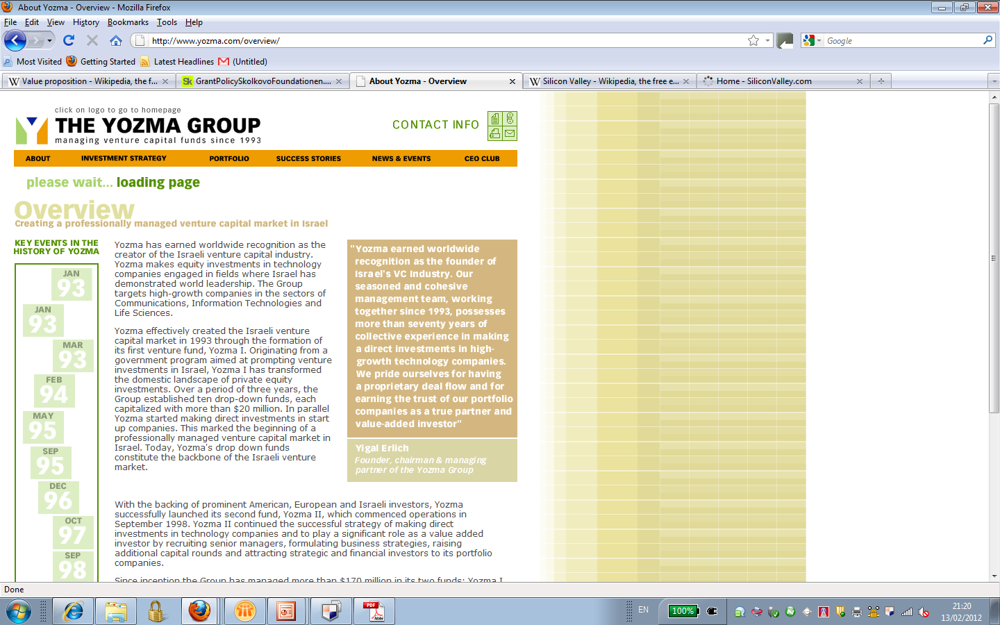 About Yozma - Overview - Mozilla Firefox
File Edit View History Bookmarks Tools Help
http://www.yozma.com/overview/
Google
Most Visited Getting Started Latest Headlines (Untitled)
Value proposition - Wikipedia, the f...
GrantPolicySkolkovoFoundationen....
About Yozma - Overview
Silicon Valley - Wikipedia, the free e...
Home - SiliconValley.com
click on logo to go to homepage
THE YOZMA GROUP
managing venture capital funds since 1993
CONTACT INFO
ABOUT INVESTMENT STRATEGY PORTFOLIO SUCCESS STORIES NEWS & EVENTS CEO CLUB
please wait... loading page
Overview
Creating a professionally managed venture capital market in Israel
KEY EVENTS IN THE
HISTORY OF YOZMA
JAN
93
JAN
93
MAR
93
FEB
94
MAY
95
SEP
95
DEC
96
OCT
97
SEP
98
Yozma has earned worldwide recognition as the
creator of the Israeli venture capital industry.
Yozma makes equity investments in technology
companies engaged in fields where Israel has
demonstrated world leadership. The Group
targets high-growth companies in the sectors of
Communications, Information Technologies and
Life Sciences.
Yozma effectively created the Israeli venture
capital market in 1993 through the formation of
its first venture fund, Yozma I. Originating from a
government program aimed at prompting venture
investments in Israel, Yozma I has transformed
the domestic landscape of private equity
investments. Over a period of three years, the
Group established ten drop-down funds, each
capitalized with more than $20 million. In parallel
Yozma started making direct investments in start
up companies. This marked the beginning of a
professionally managed venture capital market in
Israel. Today, Yozma's drop down funds
constitute the backbone of the Israeli venture
market.
"Yozma earned worldwide
recognition as the founder of
Israel's VC Industry. Our
seasoned and cohesive
management team, working
together since 1993, possesses
more than seventy years of
collective experience in making
a direct investments in high-
growth technology companies.
We pride ourselves for having
a proprietary deal flow and for
earning the trust of our portfolio
companies as a true partner and
value-added investor"
Yigal Erlich
Founder, chairman & managing
partner of the Yozma Group
With the backing of prominent American, European and Israeli investors, Yozma
successfully launched its second fund, Yozma II, which commenced operations in
September 1998. Yozma II continued the successful strategy of making direct
investments in technology companies and to play a significant role as a value added
investor by recruiting senior managers, formulating business strategies, raising
additional capital rounds and attracting strategic and financial investors to its portfolio
companies.
Since inception the Group has managed more than $170 million in its two funds: Yozma I
Done
EN
100%
21:20
13/02/2012